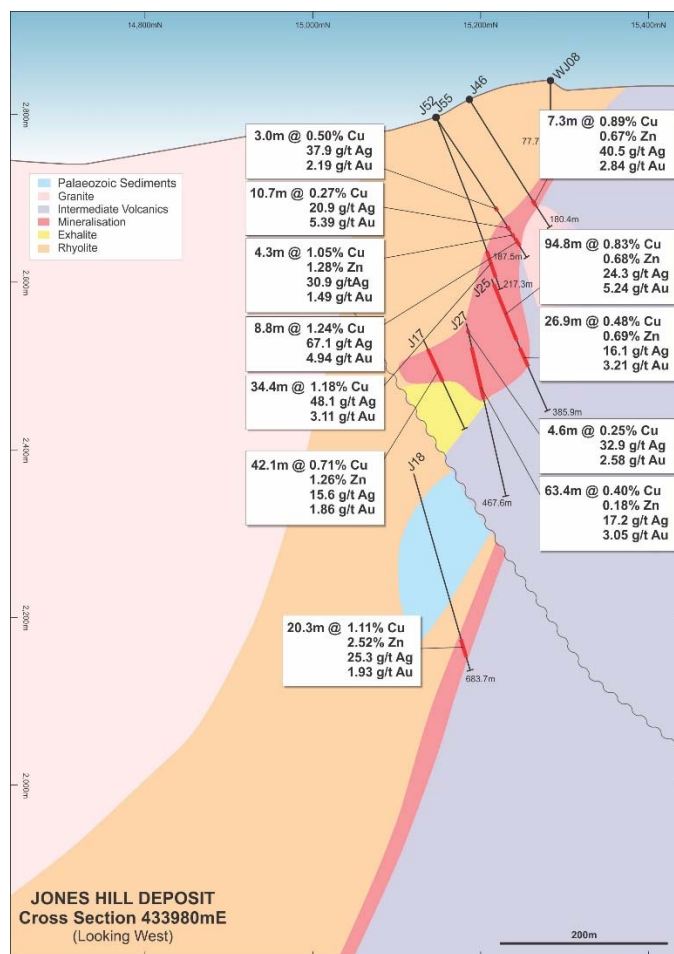 14,800mN
15,000mN
15,200mN
15,400mN
2,800m
2,600m
2,400m
2,200m
2,000m
Palaeozoic Sediments
Granite
Intermediate Volcanics
Mineralisation
Exhalite
Rhyolite
J52
J55
J46
WJ08
3.0m @ 0.50% Cu
37.9 g/t Ag
2.19 g/t Au
10.7m @ 0.27% Cu
20.9 g/t Ag
5.39 g/t Au
4.3m @ 1.05% Cu
1.28% Zn
30.9 g/tAg
1.49 g/t Au
8.8m @ 1.24% Cu
67.1 g/t Ag
4.94 g/t Au
34.4m @ 1.18% Cu
48.1 g/t Ag
3.11 g/t Au
42.1m @ 0.71% Cu
1.26% Zn
15.6 g/t Ag
1.86 g/t Au
20.3m @ 1.11% Cu
2.52% Zn
25.3 g/t Ag
1.93 g/t Au
7.3m @ 0.89% Cu
0.67% Zn
40.5 g/t Ag
2.84 g/t Au
94.8m @ 0.83% Cu
0.68% Zn
24.3 g/t Ag
5.24 g/t Au
26.9m @ 0.48% Cu
0.69% Zn
16.1 g/t Ag
3.21 g/t Au
4.6m @ 0.25% Cu
32.9 g/t Ag
2.58 g/t Au
63.4m @ 0.40% Cu
0.18% Zn
17.2 g/t Ag
3.05 g/t Au
77.7
180.4m
187.5m
217.3m
J25
J27
J17
385.9m
J18
467.6m
683.7m
JONES HILL DEPOSIT
Cross Section 433980mE
(Looking West)
200m